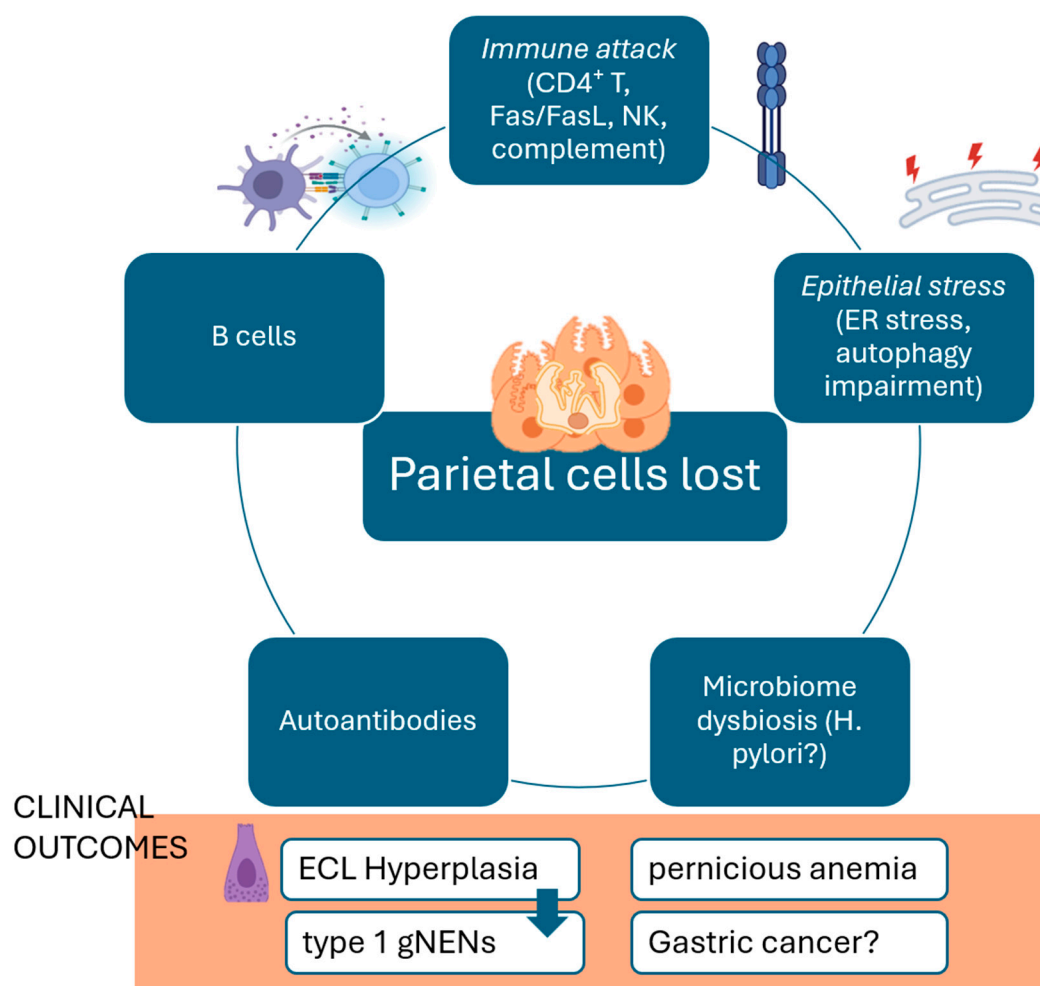 Immune attack
(CD4⁺ T,
Fas/FasL, NK,
complement)
B cells
Epithelial stress
(ER stress,
autophagy
impairment)
Parietal cells lost
Autoantibodies
Microbiome
dysbiosis (H.
pylori?)
CLINICAL
OUTCOMES
ECL Hyperplasia
pernicious anemia
type 1 gNENs
Gastric cancer?